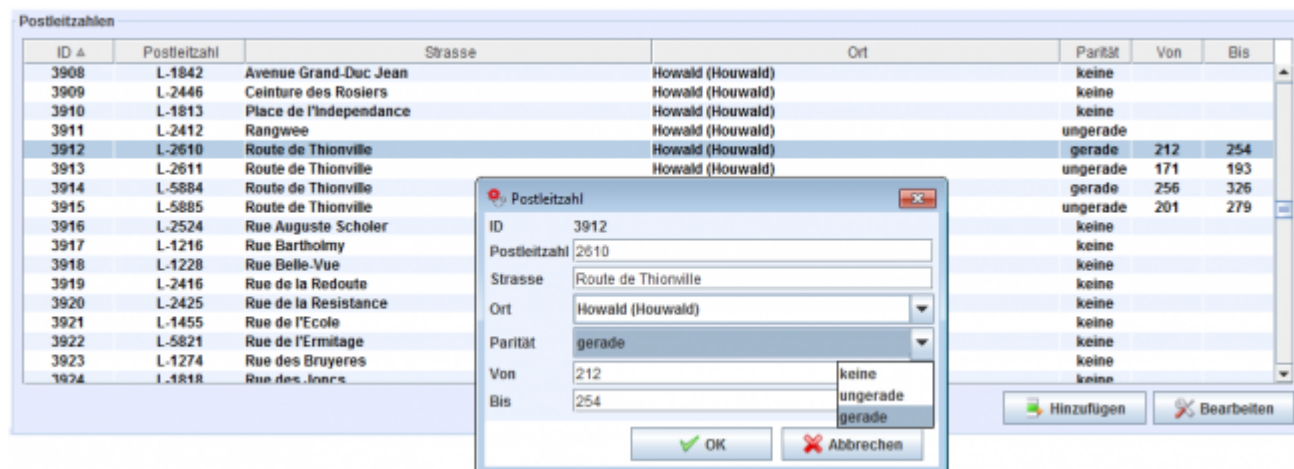 Postleitzahlen
ID Postleitzahl Strasse Ort Parität Von Bis
3908 L-1842 Avenue Grand-Duc Jean Howald (Houwald) keine
3909 L-2446 Ceinture des Rosiers Howald (Houwald) keine
3910 L-1813 Place de l'Independance Howald (Houwald) keine
3911 L-2412 Rangwee Howald (Houwald) ungerade
3912 L-2610 Route de Thionville Howald (Houwald) gerade 212 254
3913 L-2611 Route de Thionville Howald (Houwald) ungerade 171 193
3914 L-5884 Route de Thionville gerade 256 326
3915 L-5885 Route de Thionville ungerade 201 279
3916 L-2524 Rue Auguste Scholer keine
3917 L-1216 Rue Bartholmy keine
3918 L-1228 Rue Belle-Vue keine
3919 L-2416 Rue de la Redoute keine
3920 L-2425 Rue de la Resistance keine
3921 L-1455 Rue de l'Ecole keine
3922 L-5821 Rue de l'Ermitage keine
3923 L-1274 Rue des Bruyeres keine
3924 L-1818 Rue des Joncs keine
Postleitzahl
ID 3912
Postleitzahl 2610
Strasse Route de Thionville
Ort Howald (Houwald)
Parität gerade
Von 212
Bis 254
keine
ungerade
gerade
OK Abbrechen
Hinzufügen Bearbeiten